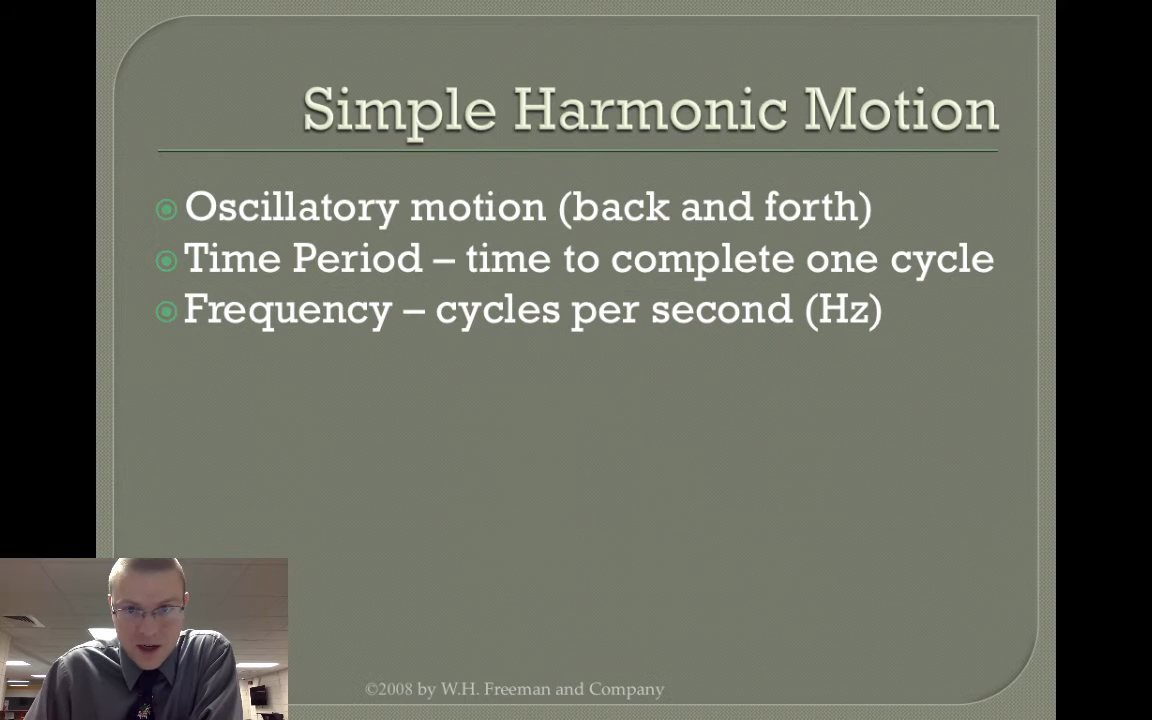 Simple Harmonic Motion
Oscillatory motion (back and forth)
Time Period – time to complete one cycle
Frequency – cycles per second (Hz)
©2008 by W.H. Freeman and Company